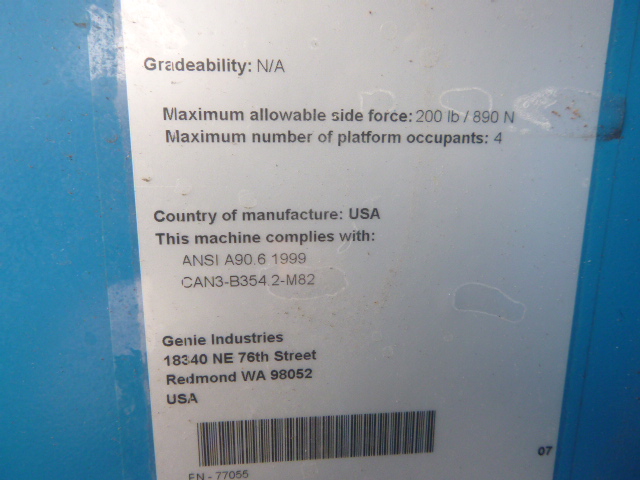 Gradeability: N/A
Maximum allowable side force: 200 lb / 890 N
Maximum number of platform occupants: 4
Country of manufacture: USA
This machine complies with:
ANSI A90.6 1999
CAN3-B354.2-M82
Genie Industries
18340 NE 76th Street
Redmond WA 98052
USA
07
EN - 77055